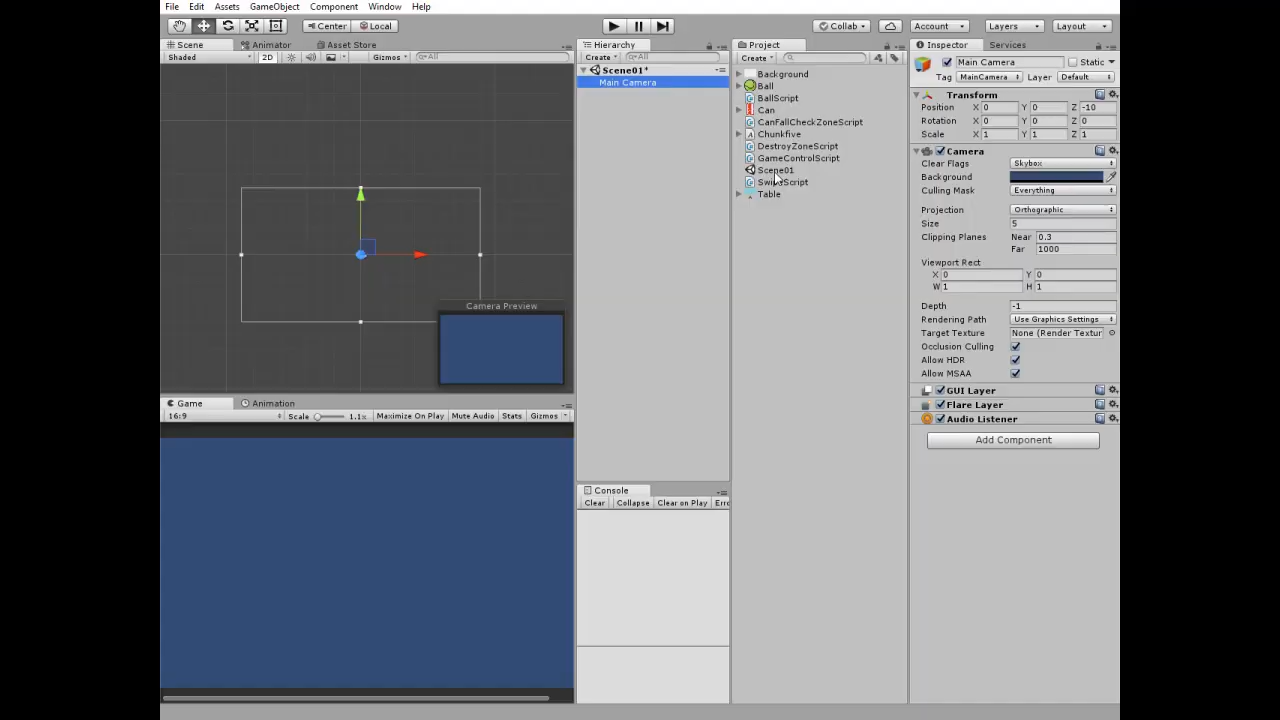 File Edit Assets GameObject Component Window Help
Center Local Collab Account Layers Layout
Scene Animator Asset Store
Shaded 2D Gizmos All
Hierarchy
Create All
Scene01*
Main Camera
Project
Create
Background
Ball
BallScript
Can
CanFallCheckZoneScript
Chunkfive
DestroyZoneScript
GameControlScript
Scene01
Table
Inspector Services
Main Camera Static
Tag MainCamera Layer Default
Transform
Position X 0 Y 0 Z -10
Rotation X 0 Y 0 Z 0
Scale X 1 Y 1 Z 1
Camera
Clear Flags Skybox
Background
Culling Mask Everything
Projection Orthographic
Size 5
Clipping Planes Near 0.3
Far 1000
Viewport Rect
X 0 Y 0
W 1 H 1
Depth -1
Rendering Path Use Graphics Settings
Target Texture None (Render Textur
Occlusion Culling
Allow HDR
Allow MSAA
GUI Layer
Flare Layer
Audio Listener
Add Component
Camera Preview
Game Animation
16:9 Scale 1.1x Maximize On Play Mute Audio Stats Gizmos
Console
Clear Collapse Clear on Play Erro